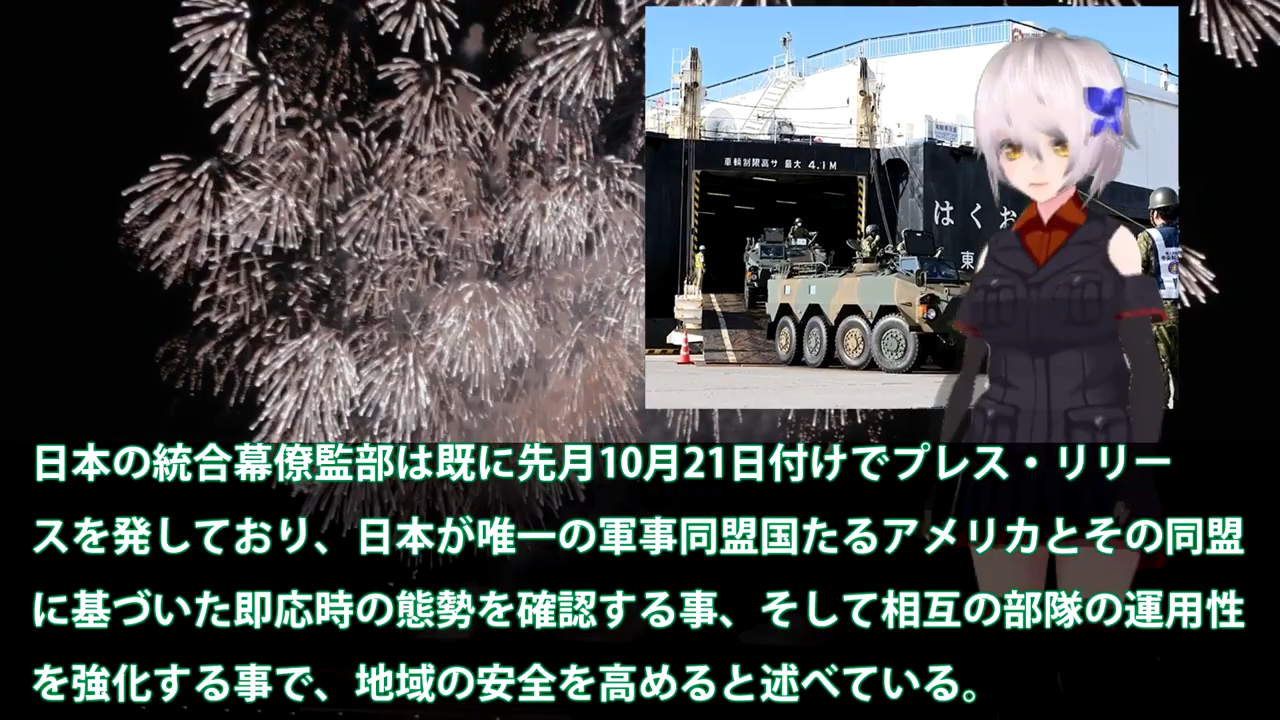 車輌制限高サ 最大 4.1M
はくお
東
日本の統合幕僚監部は既に先月10月21日付けでプレス・リリー
スを発しており、日本が唯一の軍事同盟国たるアメリカとその同盟
に基づいた即応時の態勢を確認する事、そして相互の部隊の運用性
を強化する事で、地域の安全を高めると述べている。